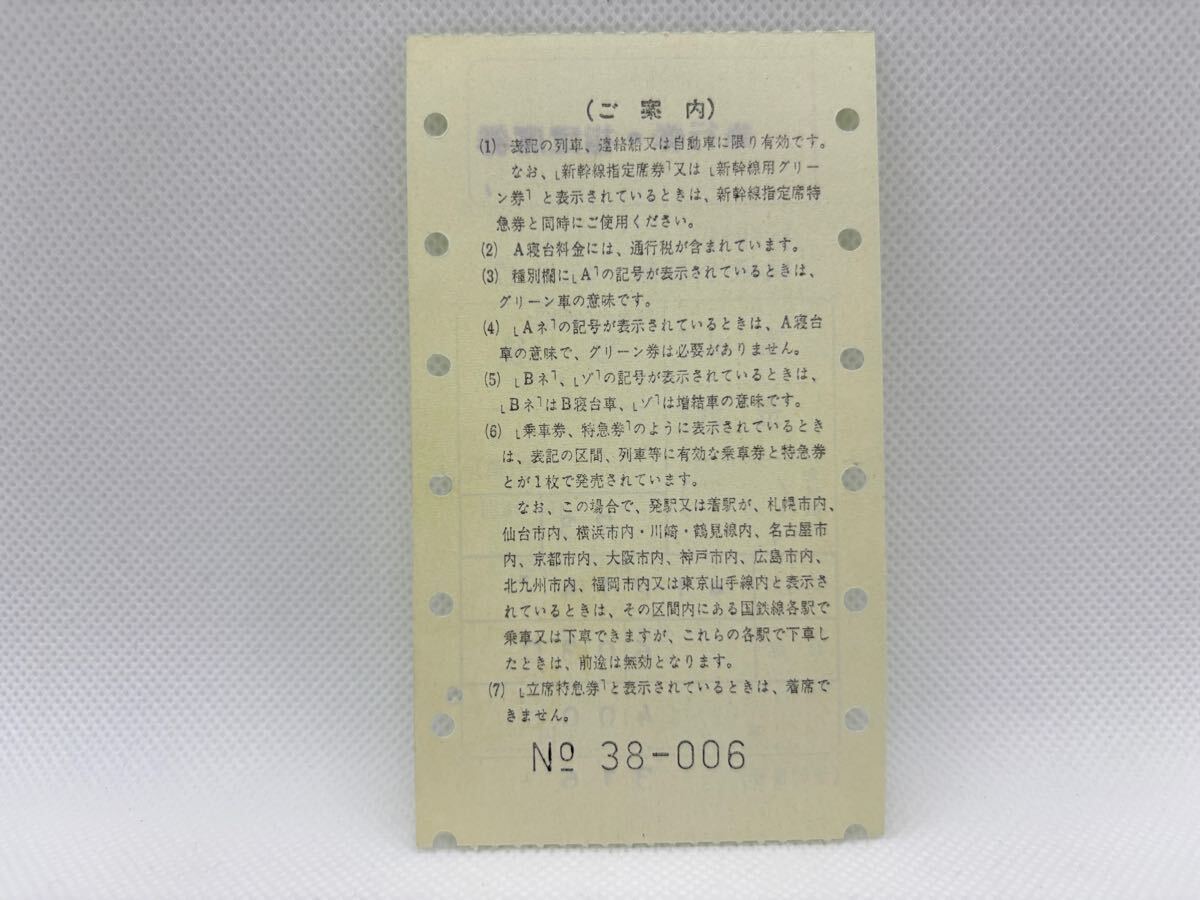 (ご案内)
(1) 表記の列車、連絡船又は自動車に限り有効です。
なお、「新幹線指定席券」又は「新幹線用グリー
ン券」と表示されているときは、新幹線指定席特
急券と同時にご使用ください。
(2) A寝台料金には、通行税が含まれています。
(3) 種別欄に「A」の記号が表示されているときは、
グリーン車の意味です。
(4) 「Aネ」の記号が表示されているときは、A寝台
車の意味で、グリーン券は必要がありません。
(5) 「Bネ」、「ゾ」の記号が表示されているときは、
「Bネ」はB寝台車、「ゾ」は増結車の意味です。
(6) 「乗車券、特急券」のように表示されているとき
は、表記の区間、列車等に有効な乗車券と特急券
とが1枚で発売されています。
なお、この場合で、発駅又は着駅が、札幌市内、
仙台市内、横浜市内・川崎・鶴見線内、名古屋市
内、京都市内、大阪市内、神戸市内、広島市内、
北九州市内、福岡市内又は東京山手線内と表示さ
れているときは、その区間内にある国鉄線各駅で
乗車又は下車できますが、これらの各駅で下車し
たときは、前途は無効となります。
(7) 「立席特急券」と表示されているときは、着席で
きません。
№ 38-006